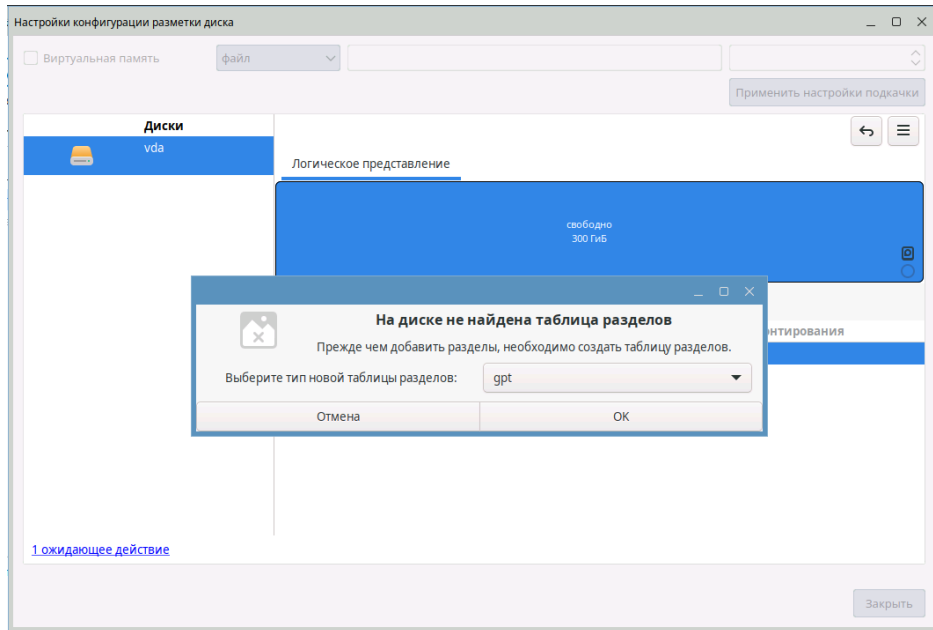 Настройки конфигурации разметки диска
Виртуальная память
файл
Применить настройки подкачки
Диски
vda
Логическое представление
свободно
300 ГиБ
На диске не найдена таблица разделов
Прежде чем добавить разделы, необходимо создать таблицу разделов.
Выберите тип новой таблицы разделов:
gpt
Отмена
OK
1 ожидающее действие
Закрыть